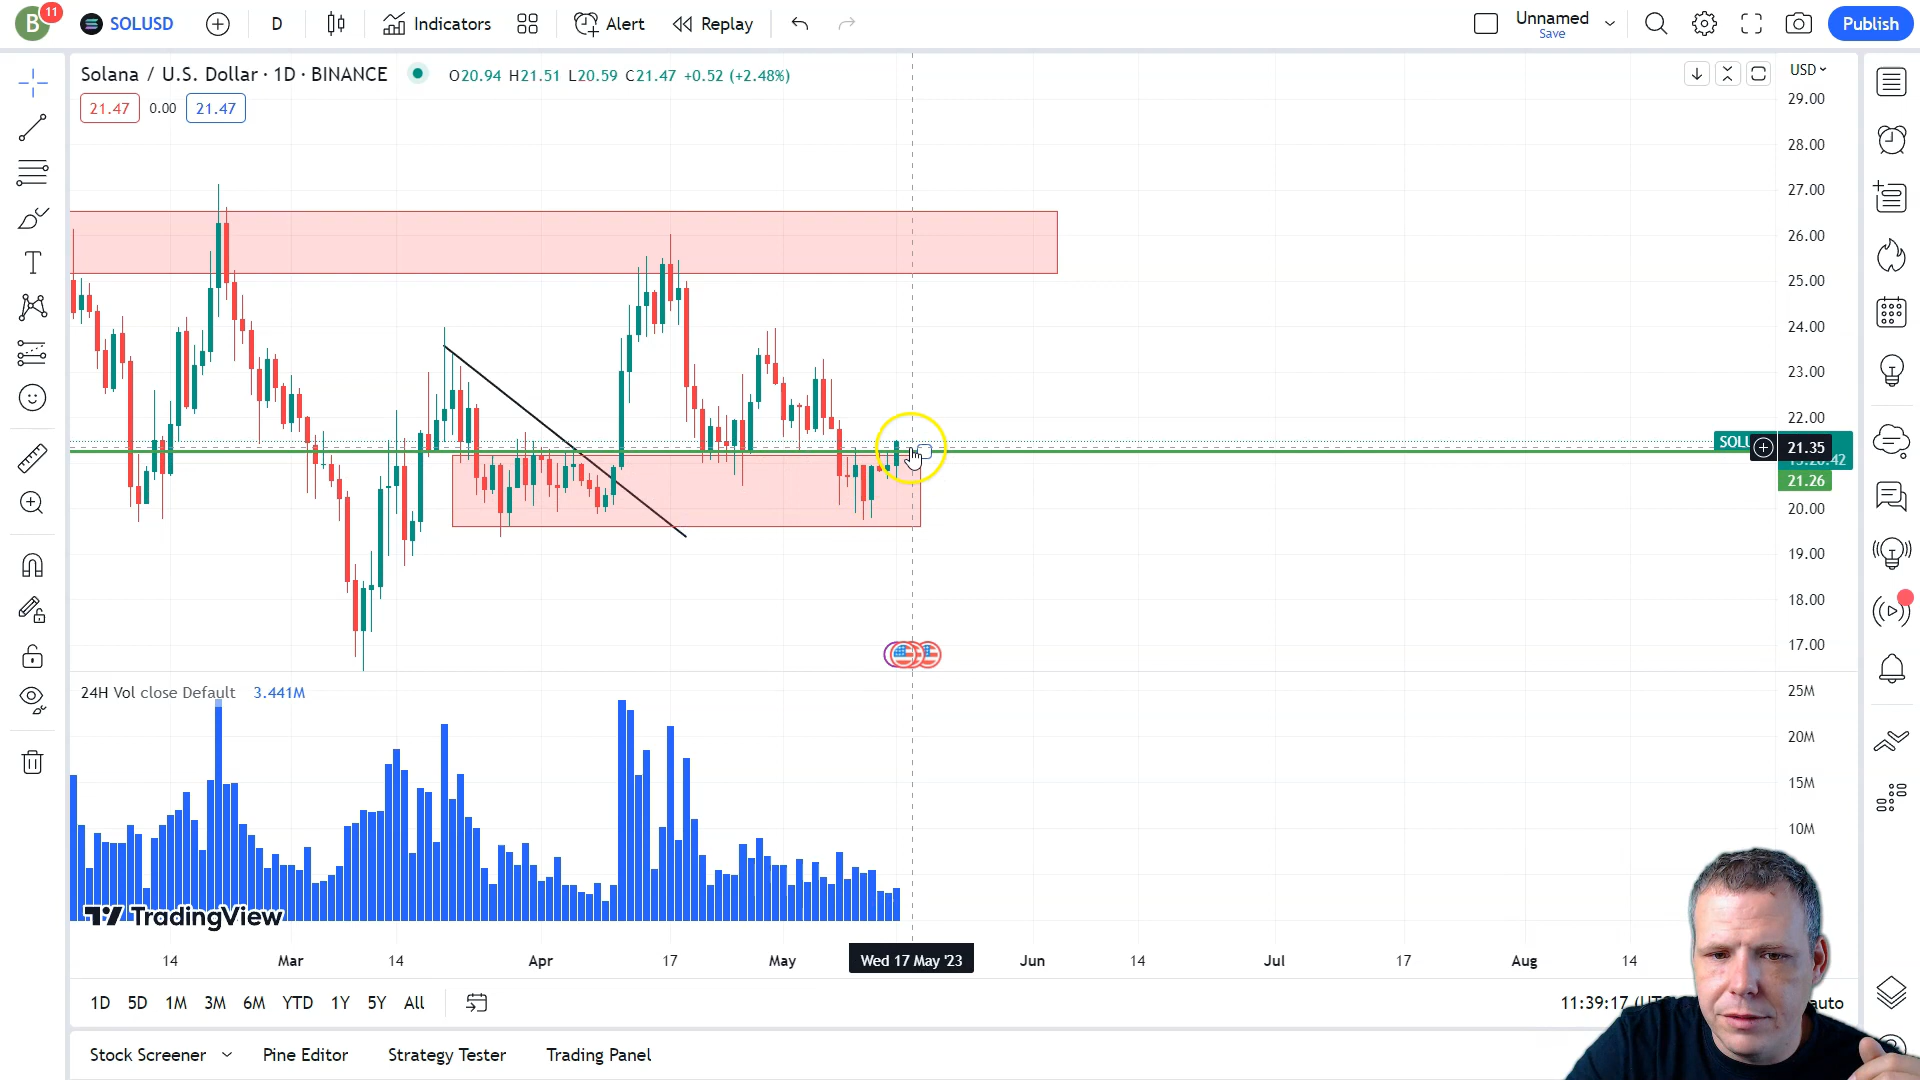 B 11 SOLUSD D Indicators Alert Replay Unnamed Save Publish
Solana / U.S. Dollar · 1D · BINANCE O20.94 H21.51 L20.59 C21.47 +0.52 (+2.48%)
21.47 0.00 21.47
USD
29.00
28.00
27.00
26.00
25.00
24.00
23.00
22.00
21.35
21.26
20.00
19.00
18.00
17.00
24H Vol close Default 3.441M
25M
20M
15M
10M
TradingView
14 Mar 14 Apr 17 May Wed 17 May '23 Jun 14 Jul 17 Aug 14
1D 5D 1M 3M 6M YTD 1Y 5Y All 11:39:17 auto
Stock Screener Pine Editor Strategy Tester Trading Panel